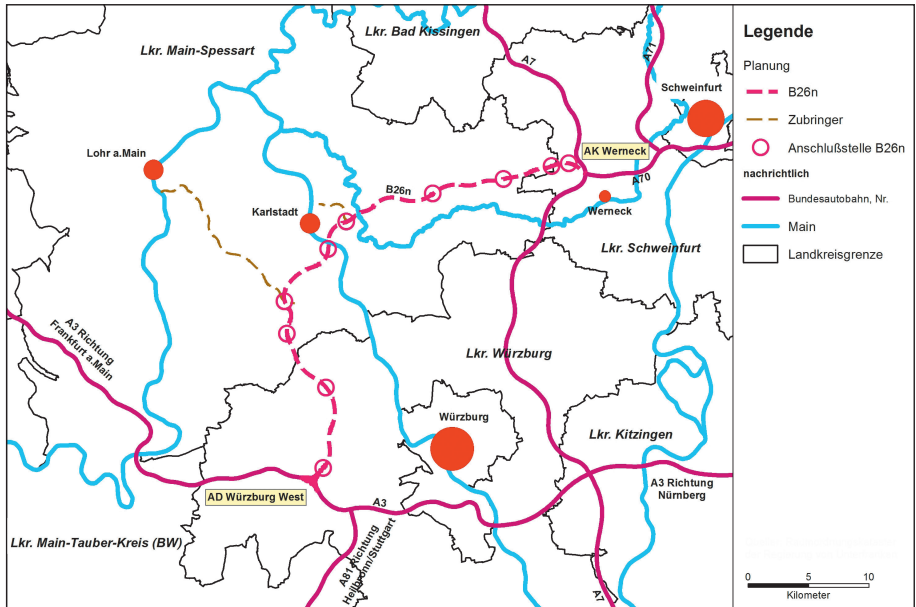 Lkr. Bad Kissingen
Lkr. Main-Spessart
A7
A71
Schweinfurt
Lohr a.Main
AK Werneck
A70
B26n
Karlstadt
Werneck
Lkr. Schweinfurt
A3 Richtung
Frankfurt a.Main
Lkr. Würzburg
Würzburg
Lkr. Kitzingen
AD Würzburg West
A3
A3 Richtung
Nürnberg
Lkr. Main-Tauber-Kreis (BW)
A81 Richtung
Heilbronn/Stuttgart
A7
Legende
Planung
B26n
Zubringer
Anschlußstelle B26n
nachrichtlich
Bundesautobahn, Nr.
Main
Landkreisgrenze
0 5 10
Kilometer